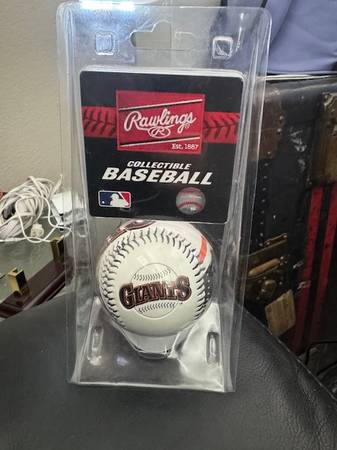 Rawlings
R
Est. 1887
COLLECTIBLE
BASEBALL
GIANTS